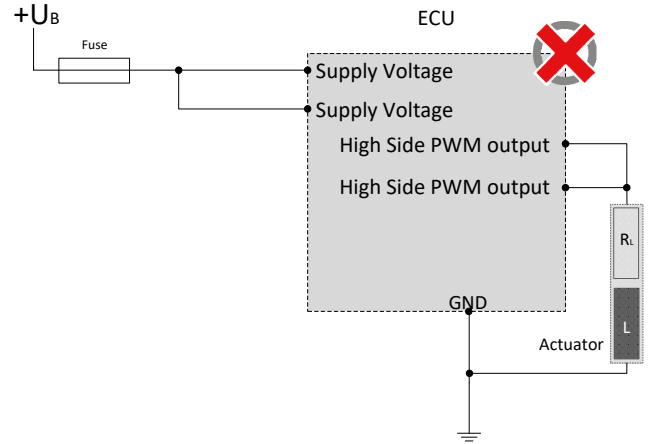 +UB
ECU
Fuse
Supply Voltage
Supply Voltage
High Side PWM output
High Side PWM output
RL
GND
L
Actuator